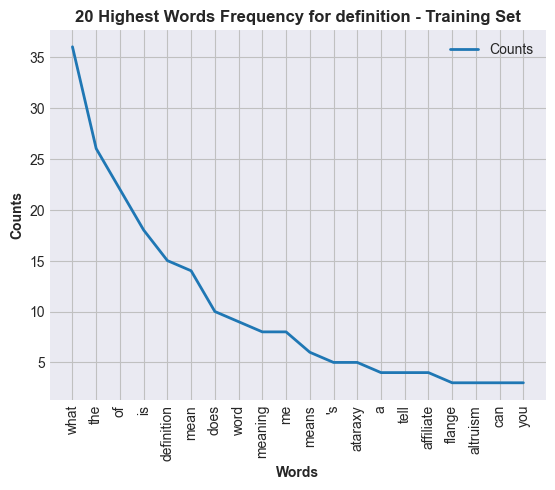 20 Highest Words Frequency for definition - Training Set
Counts
35
30
25
20
15
10
5
Counts
what
the
of
is
definition
mean
does
word
meaning
me
means
's
ataraxy
a
tell
affiliate
flange
altruism
can
you
Words